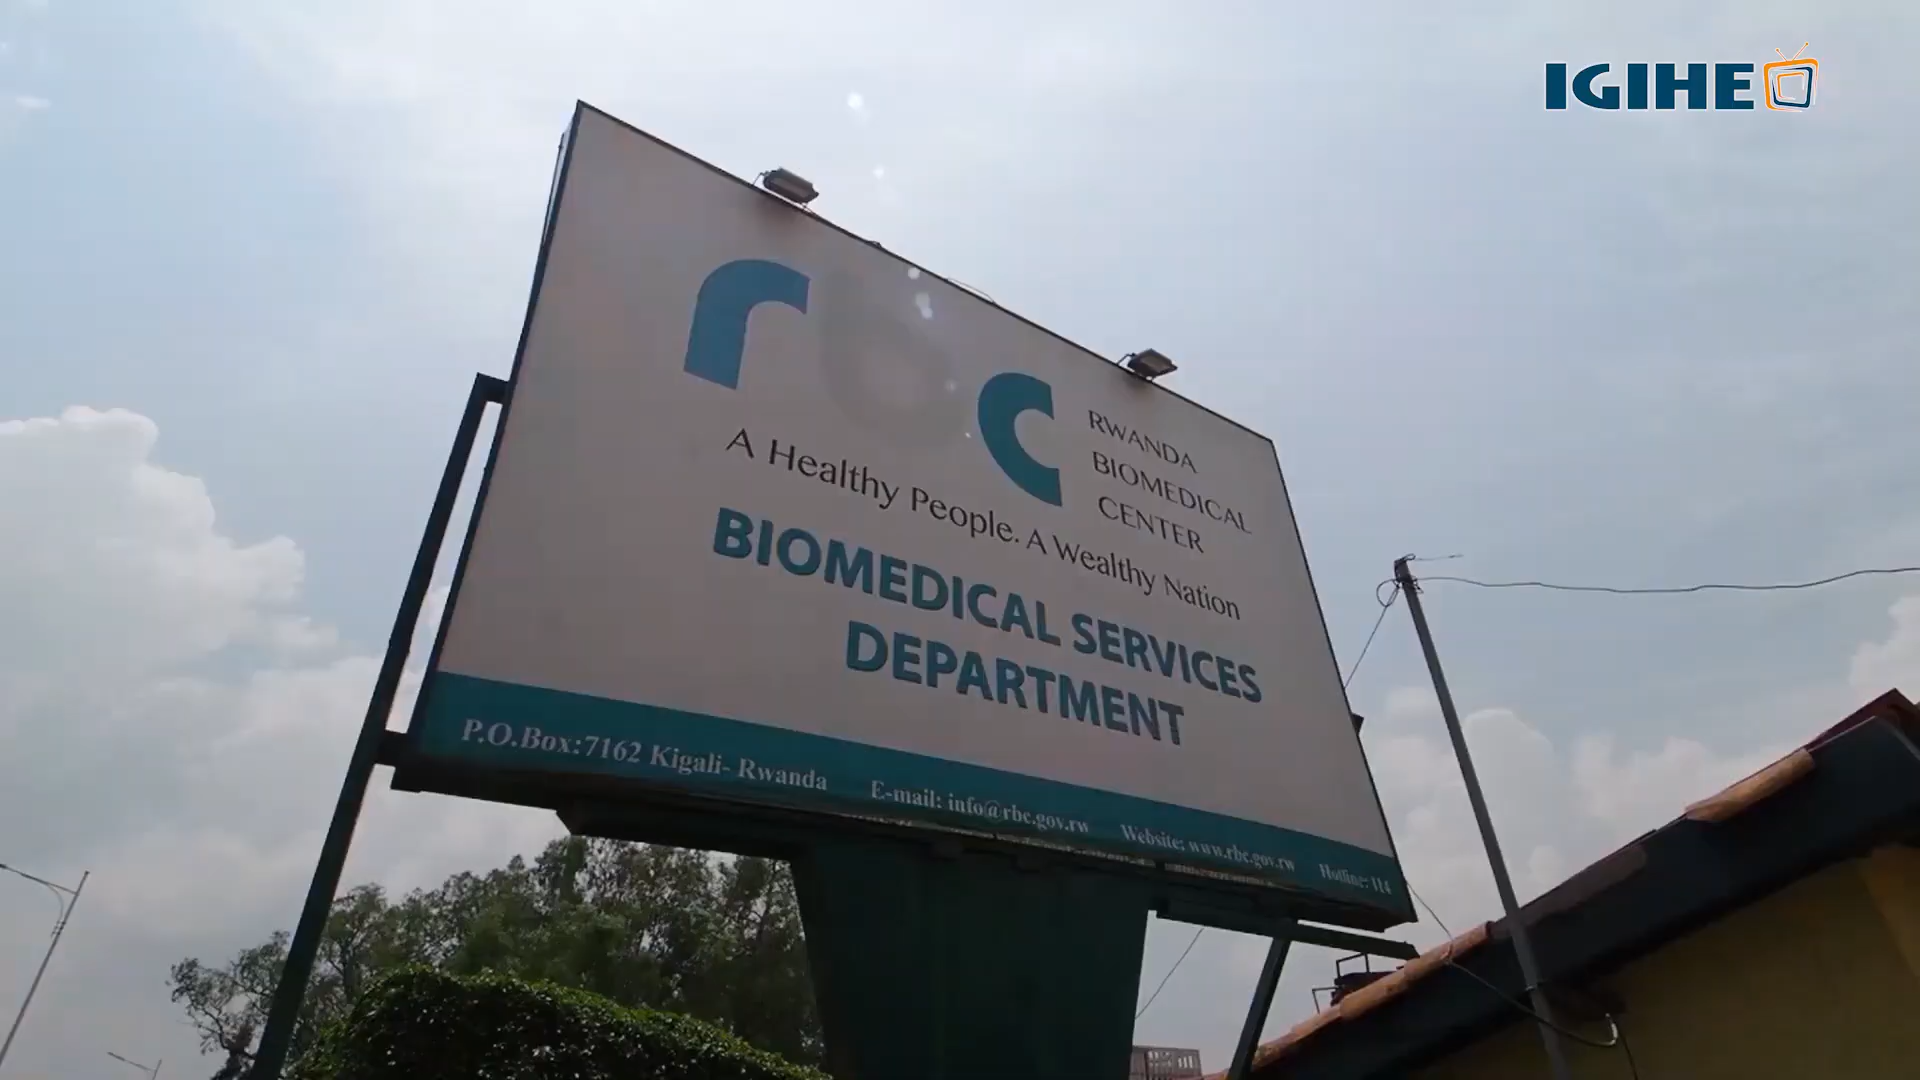 IGIHE
rbc
RWANDA
BIOMEDICAL
CENTER
A Healthy People. A Wealthy Nation
BIOMEDICAL SERVICES
DEPARTMENT
P.O.Box:7162 Kigali- Rwanda E-mail: info@rbc.gov.rw Website: www.rbc.gov.rw Hotline: 114